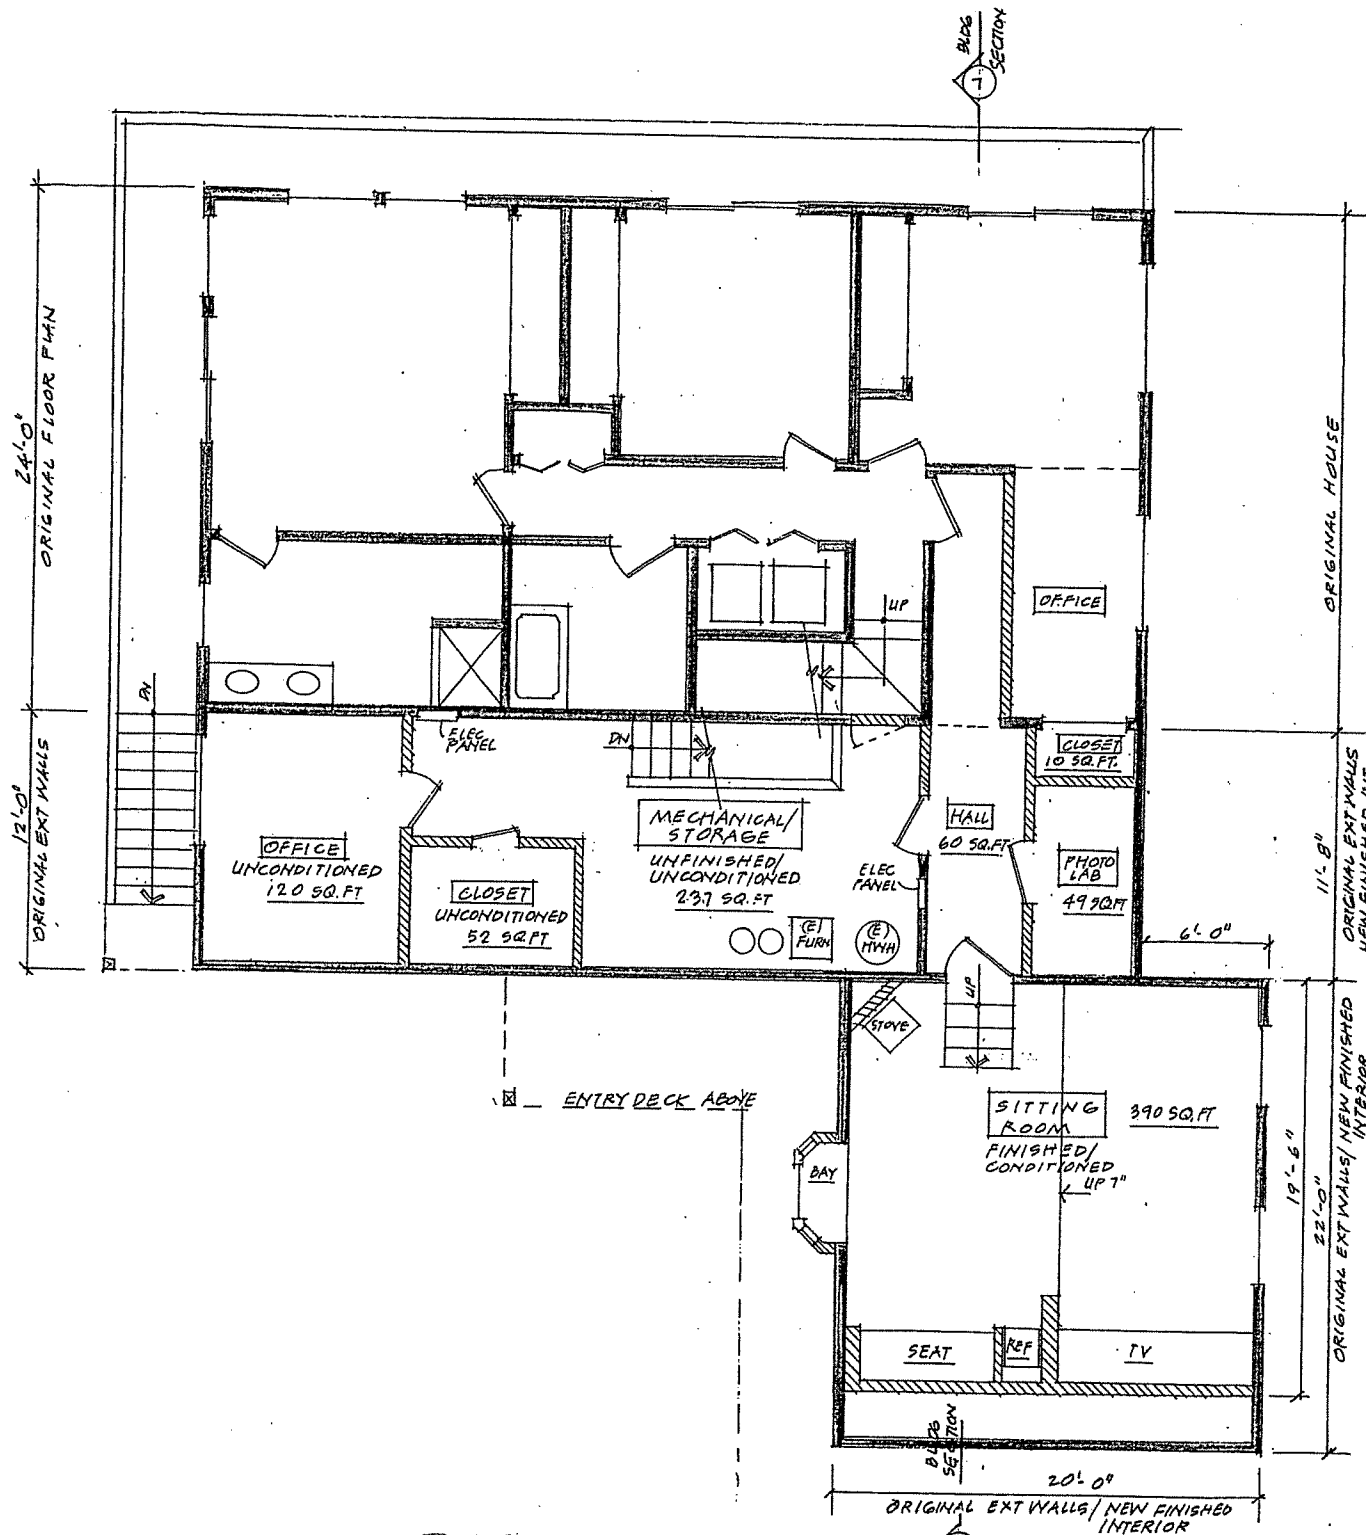 BLDG
SECTION
7
24'-0"
ORIGINAL FLOOR PLAN
ORIGINAL HOUSE
OFFICE
UP
DN
ELEC
PANEL
DN
CLOSET
10 SQ.FT.
12'-0"
ORIGINAL EXT WALLS
MECHANICAL/
STORAGE
UNFINISHED/
UNCONDITIONED
237 SQ.FT
HALL
60 SQ.FT
OFFICE
UNCONDITIONED
120 SQ.FT
CLOSET
UNCONDITIONED
52 SQ FT
ELEC
PANEL
PHOTO
LAB
49 SQ FT
11'-8"
ORIGINAL EXT WALLS
(E)
FURN
(E)
HWH
6'-0"
UP
STOVE
ENTRY DECK ABOVE
SITTING
ROOM
390 SQ.FT
FINISHED/
CONDITIONED
UP 7"
BAY
19'-6"
22'-0"
ORIGINAL EXT WALLS/ NEW FINISHED
INTERIOR
SEAT
REF
TV
BLDG
SECTION
20'-0"
ORIGINAL EXT WALLS/ NEW FINISHED
INTERIOR